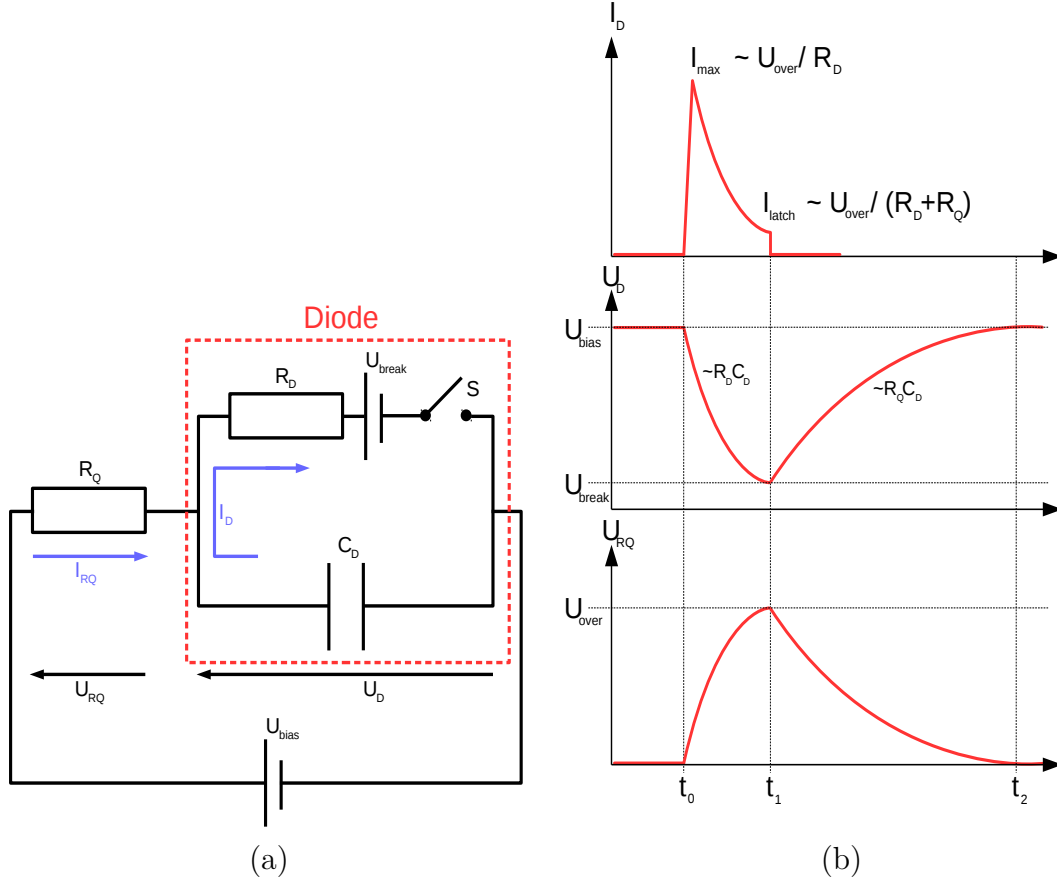 Diode
U_break
R_D
S
R_Q
I_D
C_D
I_RQ
U_RQ
U_D
U_bias
(a)
I_D
I_max ~ U_over / R_D
I_latch ~ U_over / (R_D+R_Q)
U_D
U_bias
~R_D C_D
~R_Q C_D
U_break
U_RQ
U_over
t_0 t_1 t_2
(b)